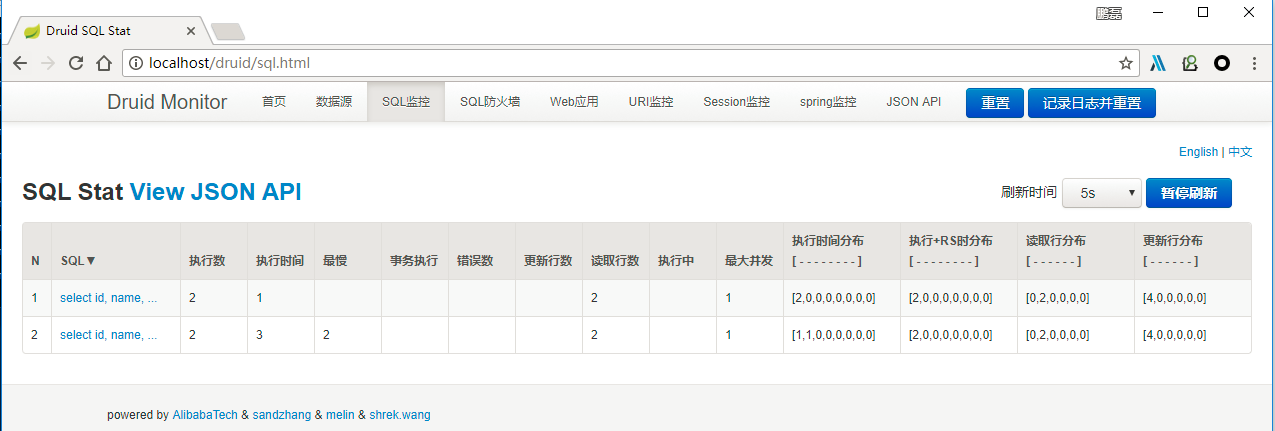 鹏磊
Druid SQL Stat
localhost/druid/sql.html
Druid Monitor 首页 数据源 SQL监控 SQL防火墙 Web应用 URI监控 Session监控 spring监控 JSON API 重置 记录日志并重置
English | 中文
SQL Stat View JSON API
刷新时间 5s 暂停刷新
N SQL▼ 执行数 执行时间 最慢 事务执行 错误数 更新行数 读取行数 执行中 最大并发 执行时间分布 [ - - - - - - - - ] 执行+RS时分布 [ - - - - - - - - ] 读取行分布 [ - - - - - - ] 更新行分布 [ - - - - - - ]
1 select id, name, ... 2 1 2 1 [2,0,0,0,0,0,0,0] [2,0,0,0,0,0,0,0] [0,2,0,0,0,0] [4,0,0,0,0,0]
2 select id, name, ... 2 3 2 2 1 [1,1,0,0,0,0,0,0] [2,0,0,0,0,0,0,0] [0,2,0,0,0,0] [4,0,0,0,0,0]
powered by AlibabaTech & sandzhang & melin & shrek.wang